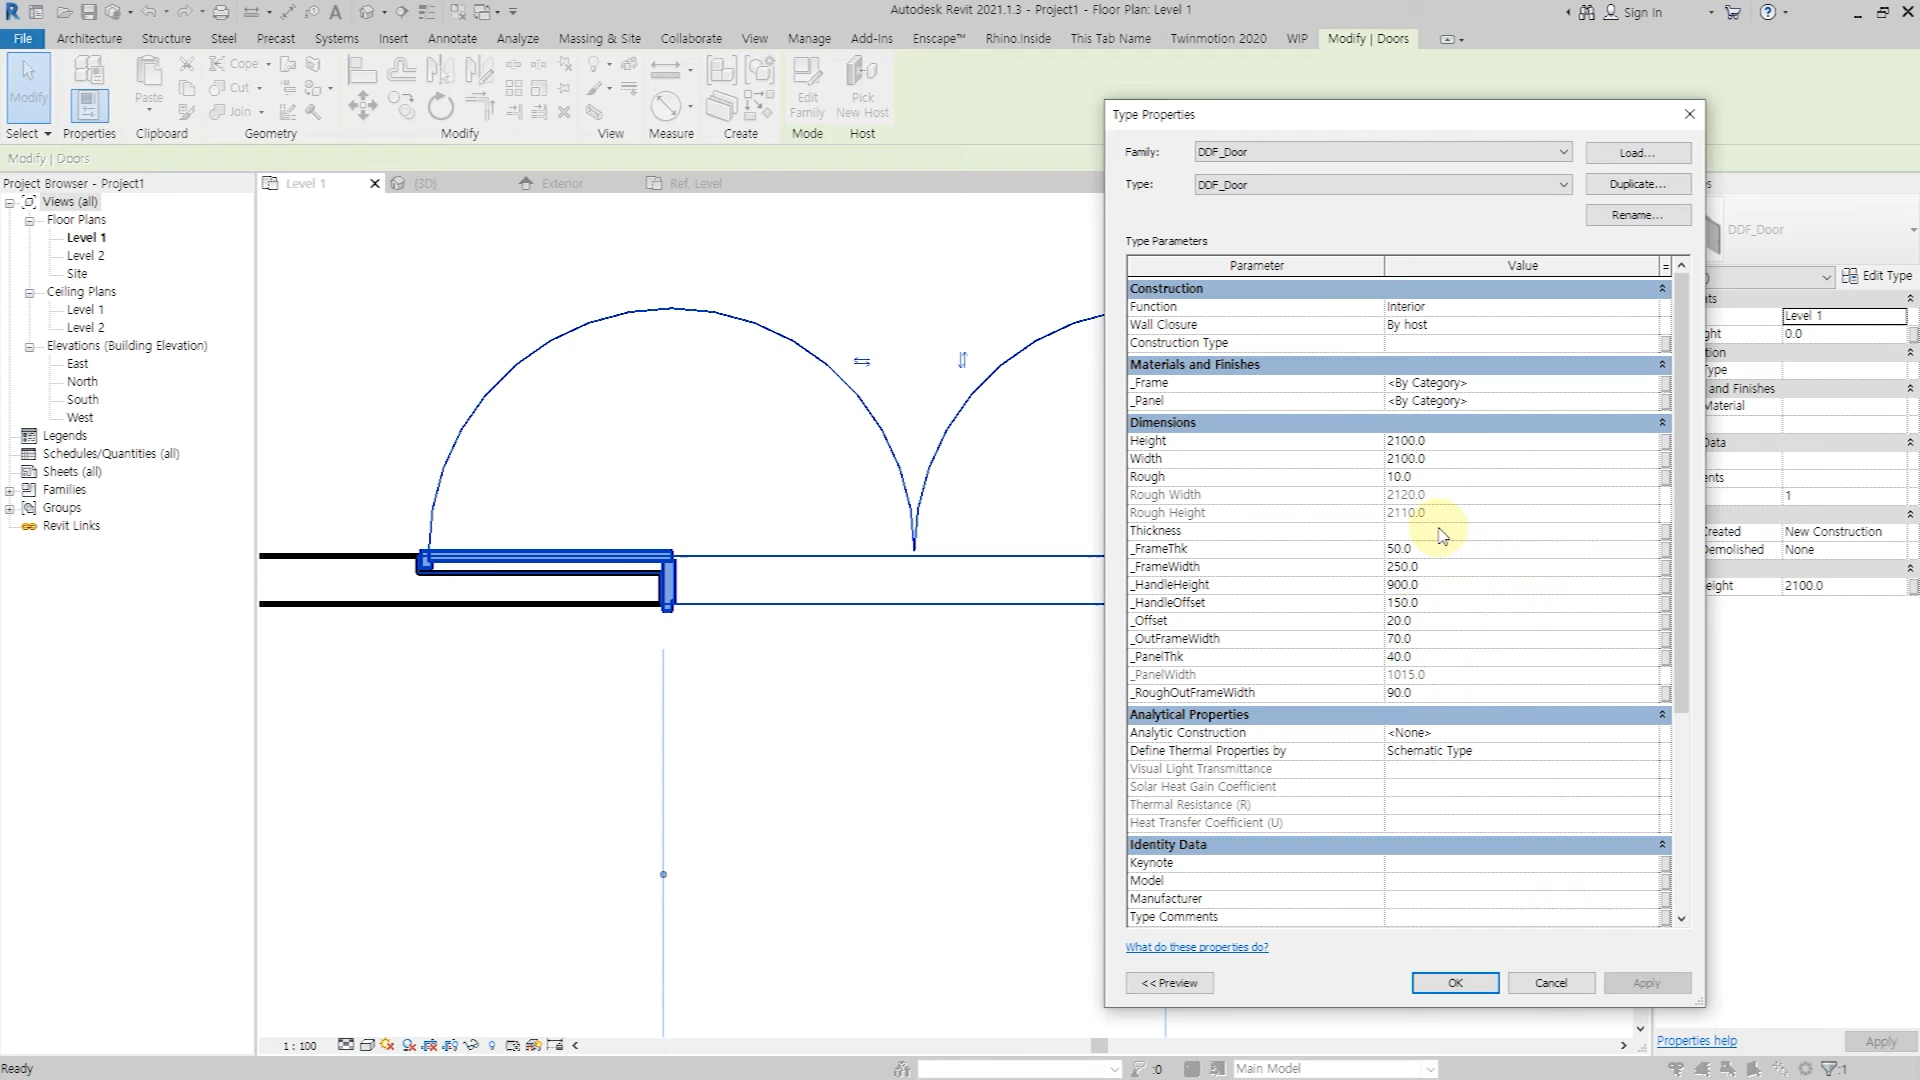 Autodesk Revit 2021.1.3 - Project1 - Floor Plan: Level 1
Sign In
File Architecture Structure Steel Precast Systems Insert Annotate Analyze Massing & Site Collaborate View Manage Add-Ins Enscape™ Rhino.Inside This Tab Name Twinmotion 2020 WIP Modify | Doors
Modify
Paste
Cope
Cut
Join
Edit
Family
Pick
New Host
Select Properties Clipboard Geometry Modify View Measure Create Mode Host
Modify | Doors
Project Browser - Project1
Views (all)
Floor Plans
Level 1
Level 2
Site
Ceiling Plans
Level 1
Level 2
Elevations (Building Elevation)
East
North
South
West
Legends
Schedules/Quantities (all)
Sheets (all)
Families
Groups
Revit Links
Level 1
{3D}
Exterior
Ref. Level
Type Properties
Family: DDF_Door Load...
Type: DDF_Door Duplicate...
Rename...
Type Parameters
Parameter Value =
Construction
Function Interior
Wall Closure By host
Construction Type
Materials and Finishes
_Frame <By Category>
_Panel <By Category>
Dimensions
Height 2100.0
Width 2100.0
Rough 10.0
Rough Width 2120.0
Rough Height 2110.0
Thickness
_FrameThk 50.0
_FrameWidth 250.0
_HandleHeight 900.0
_HandleOffset 150.0
_Offset 20.0
_OutFrameWidth 70.0
_PanelThk 40.0
_PanelWidth 1015.0
_RoughOutFrameWidth 90.0
Analytical Properties
Analytic Construction <None>
Define Thermal Properties by Schematic Type
Visual Light Transmittance
Solar Heat Gain Coefficient
Thermal Resistance (R)
Heat Transfer Coefficient (U)
Identity Data
Keynote
Model
Manufacturer
Type Comments
What do these properties do?
<< Preview OK Cancel Apply
DDF_Door
Edit Type
Level 1
0.0
and Finishes
1
New Construction
None
2100.0
Properties help Apply
1 : 100
Ready
:0
Main Model
:1